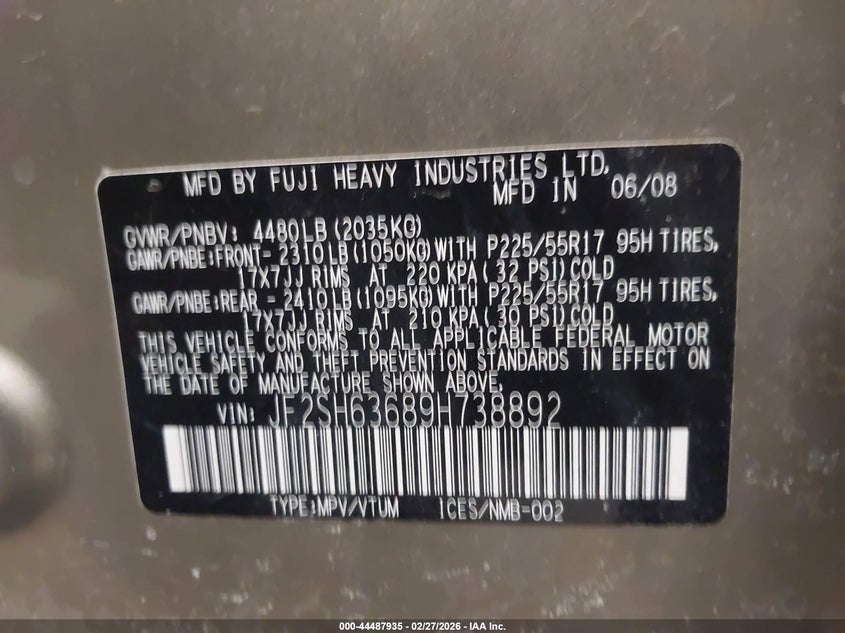 MFD BY FUJI HEAVY INDUSTRIES LTD.
MFD IN 06/08
GVWR/PNBV: 4480LB(2035KG)
GAWR/PNBE:FRONT- 2310LB(1050KG)WITH P225/55R17 95H TIRES,
17X7JJ RIMS AT 220 KPA( 32 PSI)COLD
GAWR/PNBE:REAR - 2410LB(1095KG)WITH P225/55R17 95H TIRES,
17X7JJ RIMS AT 210 KPA( 30 PSI)COLD
THIS VEHICLE CONFORMS TO ALL APPLICABLE FEDERAL MOTOR
VEHICLE SAFETY AND THEFT PREVENTION STANDARDS IN EFFECT ON
THE DATE OF MANUFACTURE SHOWN ABOVE.
VIN: JF2SH63689H738892
TYPE:MPV/VTUM ICES/NMB-002
000-44487935 - 02/27/2026 - IAA Inc.